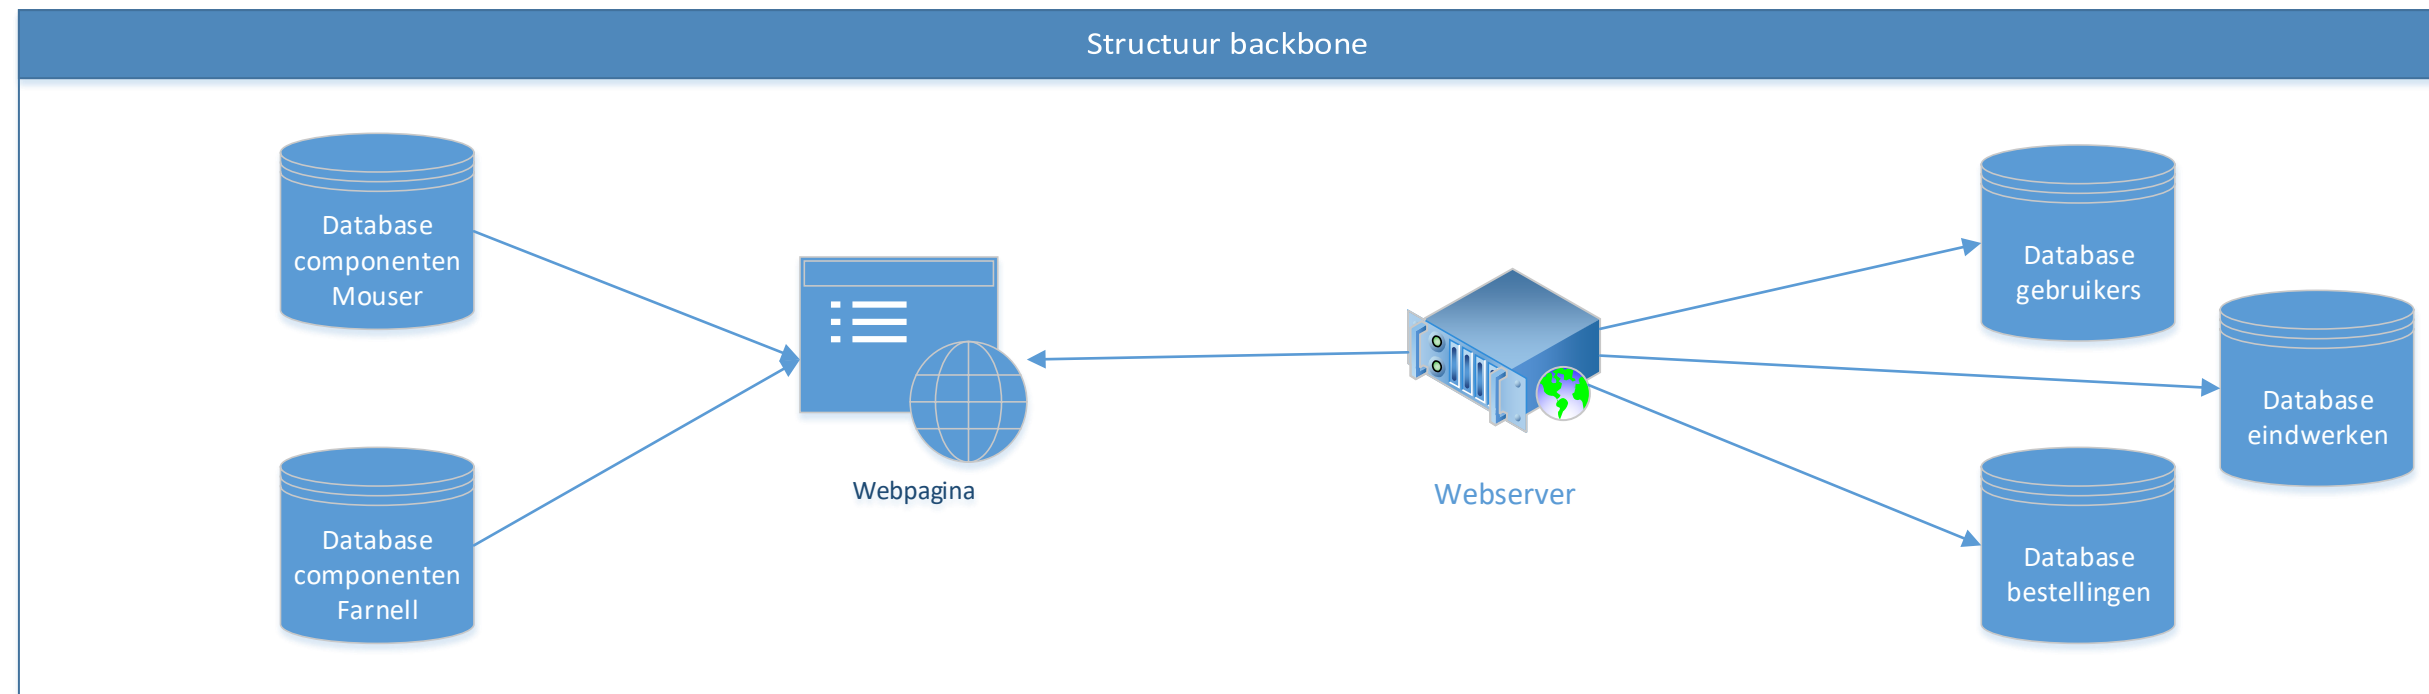 Structuur backbone
Database
componenten
Mouser
Database
componenten
Farnell
Webpagina
Webserver
Database
gebruikers
Database
eindwerken
Database
bestellingen